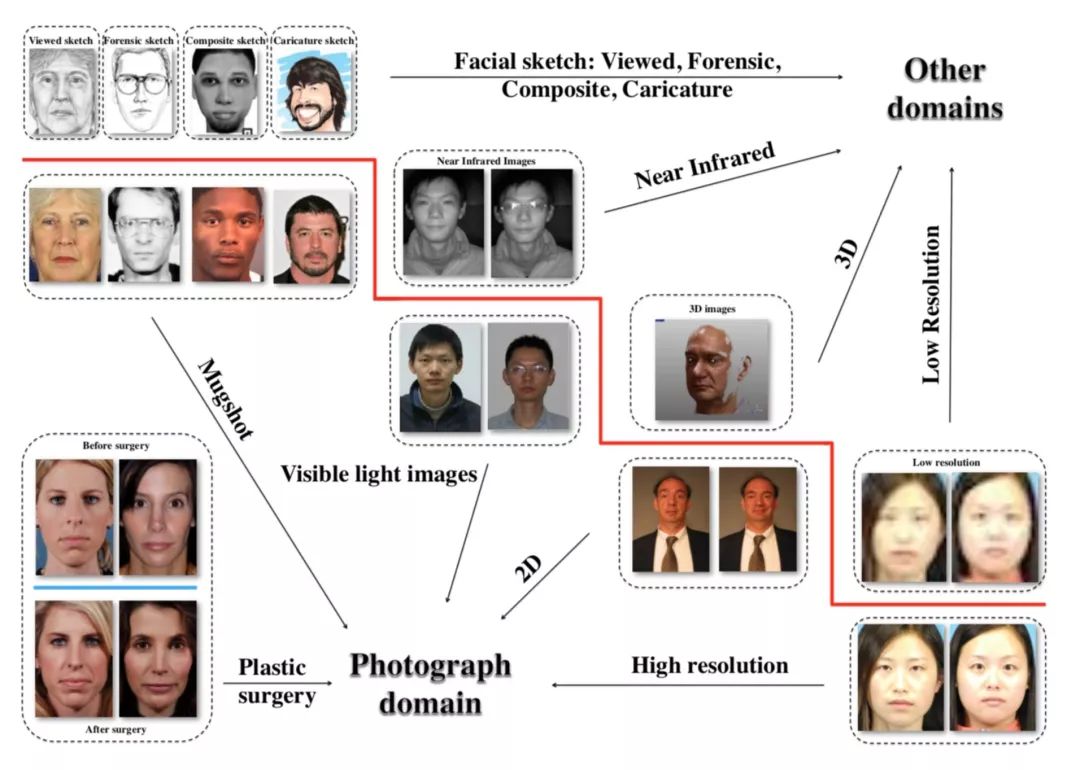 Viewed sketch
Forensic sketch
Composite sketch
Caricature sketch
Facial sketch: Viewed, Forensic,
Composite, Caricature
Other
domains
Near Infrared Images
Near Infrared
3D
Low Resolution
3D images
Mugshot
Visible light images
Before surgery
Low resolution
2D
Plastic
surgery
Photograph
domain
High resolution
After surgery